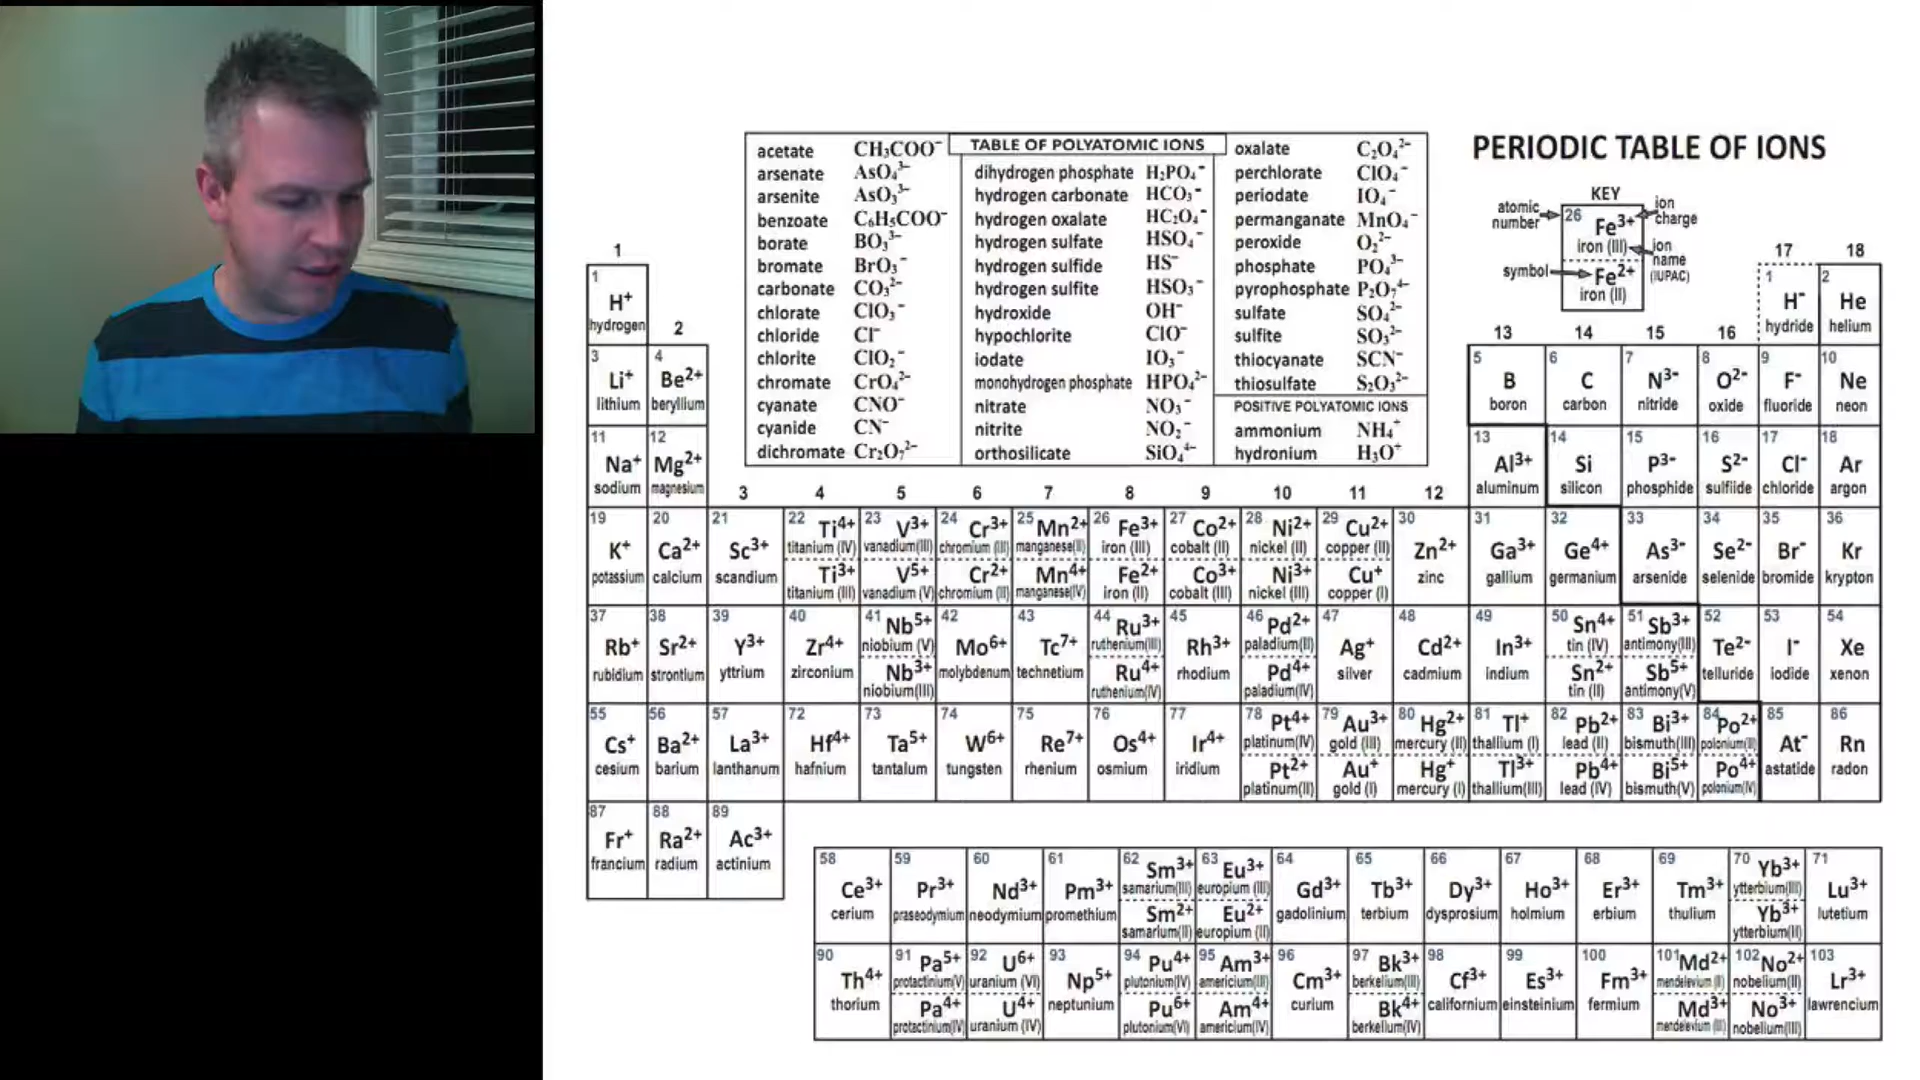 TABLE OF POLYATOMIC IONS
acetate CH₃COO⁻
arsenate AsO₄³⁻
arsenite AsO₃³⁻
benzoate C₆H₅COO⁻
borate BO₃³⁻
bromate BrO₃⁻
carbonate CO₃²⁻
chlorate ClO₃⁻
chloride Cl⁻
chlorite ClO₂⁻
chromate CrO₄²⁻
cyanate CNO⁻
cyanide CN⁻
dichromate Cr₂O₇²⁻
dihydrogen phosphate H₂PO₄⁻
hydrogen carbonate HCO₃⁻
hydrogen oxalate HC₂O₄⁻
hydrogen sulfate HSO₄⁻
hydrogen sulfide HS⁻
hydrogen sulfite HSO₃⁻
hydroxide OH⁻
hypochlorite ClO⁻
iodate IO₃⁻
monohydrogen phosphate HPO₄²⁻
nitrate NO₃⁻
nitrite NO₂⁻
orthosilicate SiO₄⁴⁻
oxalate C₂O₄²⁻
perchlorate ClO₄⁻
periodate IO₄⁻
permanganate MnO₄⁻
peroxide O₂²⁻
phosphate PO₄³⁻
pyrophosphate P₂O₇⁴⁻
sulfate SO₄²⁻
sulfite SO₃²⁻
thiocyanate SCN⁻
thiosulfate S₂O₃²⁻
POSITIVE POLYATOMIC IONS
ammonium NH₄⁺
hydronium H₃O⁺
PERIODIC TABLE OF IONS
KEY
atomic number
26 Fe³⁺
iron (III)
Fe²⁺
iron (II)
ion charge
ion name (IUPAC)
symbol
1 2 3 4 5 6 7 8 9 10 11 12 13 14 15 16 17 18
1 H⁺ hydrogen
1 H⁻ hydride
2 He helium
3 Li⁺ lithium
4 Be²⁺ beryllium
5 B boron
6 C carbon
7 N³⁻ nitride
8 O²⁻ oxide
9 F⁻ fluoride
10 Ne neon
11 Na⁺ sodium
12 Mg²⁺ magnesium
13 Al³⁺ aluminum
14 Si silicon
15 P³⁻ phosphide
16 S²⁻ sulfiide
17 Cl⁻ chloride
18 Ar argon
19 K⁺ potassium
20 Ca²⁺ calcium
21 Sc³⁺ scandium
22 Ti⁴⁺ titanium (IV) Ti³⁺ titanium (III)
23 V³⁺ vanadium(III) V⁵⁺ vanadium (V)
24 Cr³⁺ chromium (III) Cr²⁺ chromium (II)
25 Mn²⁺ manganese(II) Mn⁴⁺ manganese(IV)
26 Fe³⁺ iron (III) Fe²⁺ iron (II)
27 Co²⁺ cobalt (II) Co³⁺ cobalt (III)
28 Ni²⁺ nickel (II) Ni³⁺ nickel (III)
29 Cu²⁺ copper (II) Cu⁺ copper (I)
30 Zn²⁺ zinc
31 Ga³⁺ gallium
32 Ge⁴⁺ germanium
33 As³⁻ arsenide
34 Se²⁻ selenide
35 Br⁻ bromide
36 Kr krypton
37 Rb⁺ rubidium
38 Sr²⁺ strontium
39 Y³⁺ yttrium
40 Zr⁴⁺ zirconium
41 Nb⁵⁺ niobium (V) Nb³⁺ niobium(III)
42 Mo⁶⁺ molybdenum
43 Tc⁷⁺ technetium
44 Ru³⁺ ruthenium(III) Ru⁴⁺ ruthenium(IV)
45 Rh³⁺ rhodium
46 Pd²⁺ paladium(II) Pd⁴⁺ paladium(IV)
47 Ag⁺ silver
48 Cd²⁺ cadmium
49 In³⁺ indium
50 Sn⁴⁺ tin (IV) Sn²⁺ tin (II)
51 Sb³⁺ antimony(III) Sb⁵⁺ antimony(V)
52 Te²⁻ telluride
53 I⁻ iodide
54 Xe xenon
55 Cs⁺ cesium
56 Ba²⁺ barium
57 La³⁺ lanthanum
72 Hf⁴⁺ hafnium
73 Ta⁵⁺ tantalum
74 W⁶⁺ tungsten
75 Re⁷⁺ rhenium
76 Os⁴⁺ osmium
77 Ir⁴⁺ iridium
78 Pt⁴⁺ platinum(IV) Pt²⁺ platinum(II)
79 Au³⁺ gold (III) Au⁺ gold (I)
80 Hg²⁺ mercury (II) Hg⁺ mercury (I)
81 Tl⁺ thallium (I) Tl³⁺ thallium(III)
82 Pb²⁺ lead (II) Pb⁴⁺ lead (IV)
83 Bi³⁺ bismuth(III) Bi⁵⁺ bismuth(V)
84 Po²⁺ polonium(II) Po⁴⁺ polonium(IV)
85 At⁻ astatide
86 Rn radon
87 Fr⁺ francium
88 Ra²⁺ radium
89 Ac³⁺ actinium
58 Ce³⁺ cerium
59 Pr³⁺ praseodymium
60 Nd³⁺ neodymium
61 Pm³⁺ promethium
62 Sm³⁺ samarium(III) Sm²⁺ samarium(II)
63 Eu³⁺ europium (III) Eu²⁺ europium (II)
64 Gd³⁺ gadolinium
65 Tb³⁺ terbium
66 Dy³⁺ dysprosium
67 Ho³⁺ holmium
68 Er³⁺ erbium
69 Tm³⁺ thulium
70 Yb³⁺ ytterbium(III) Yb³⁺ ytterbium(II)
71 Lu³⁺ lutetium
90 Th⁴⁺ thorium
91 Pa⁵⁺ protactinium(V) Pa⁴⁺ protactinium(IV)
92 U⁶⁺ uranium (VI) U⁴⁺ uranium (IV)
93 Np⁵⁺ neptunium
94 Pu⁴⁺ plutonium(IV) Pu⁶⁺ plutonium(VI)
95 Am³⁺ americium(III) Am⁴⁺ americium(IV)
96 Cm³⁺ curium
97 Bk³⁺ berkelium(III) Bk⁴⁺ berkelium(IV)
98 Cf³⁺ californium
99 Es³⁺ einsteinium
100 Fm³⁺ fermium
101 Md²⁺ mendelevium (II) Md³⁺ mendelevium (III)
102 No²⁺ nobelium(II) No³⁺ nobelium(III)
103 Lr³⁺ lawrencium